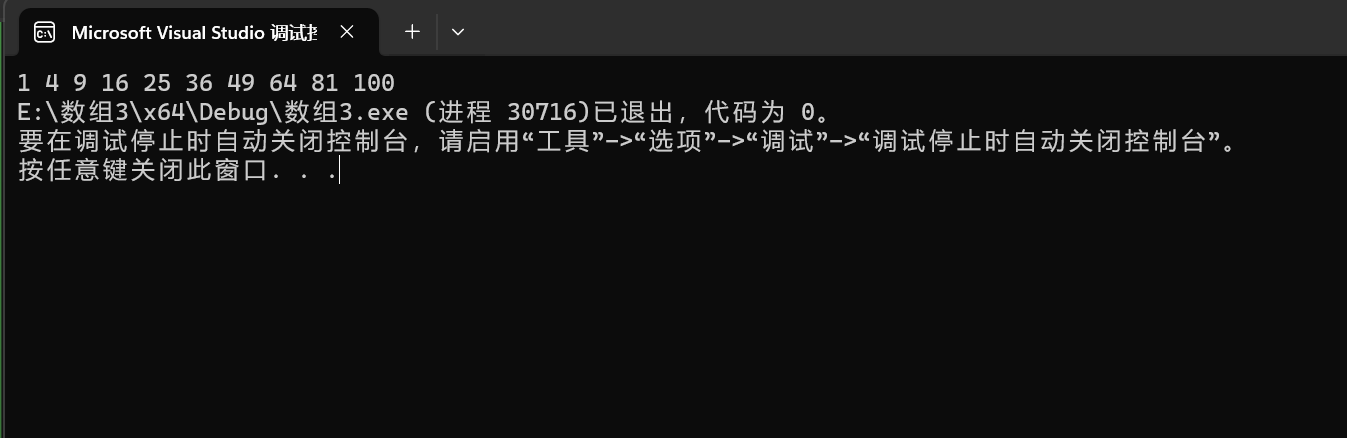 Microsoft Visual Studio 调试
1 4 9 16 25 36 49 64 81 100
E:\数组3\x64\Debug\数组3.exe (进程 30716)已退出，代码为 0。
要在调试停止时自动关闭控制台，请启用“工具”->“选项”->“调试”->“调试停止时自动关闭控制台”。
按任意键关闭此窗口. . .